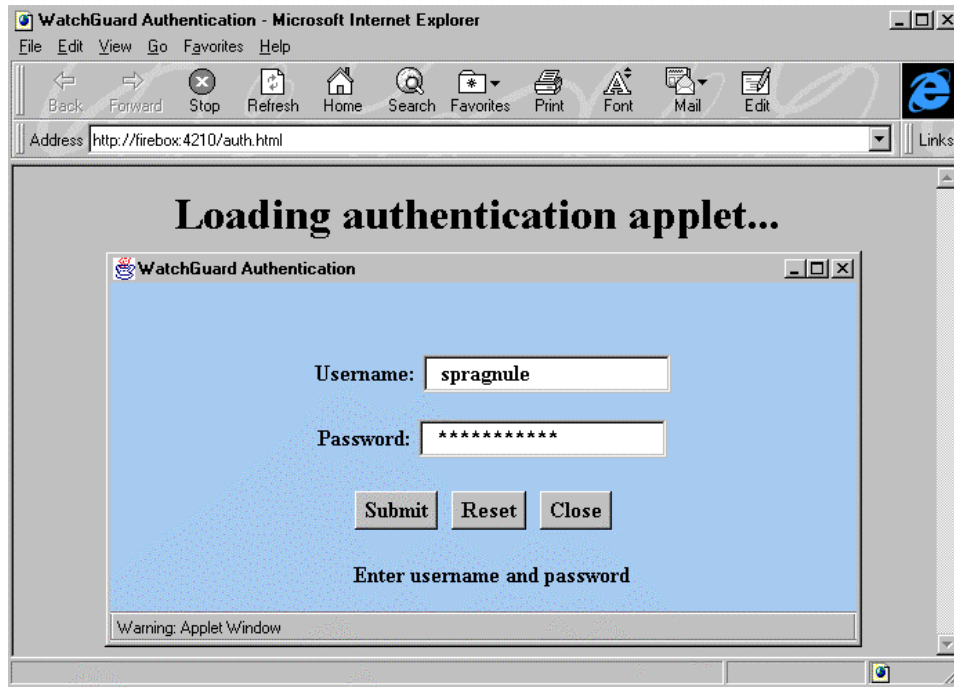 WatchGuard Authentication - Microsoft Internet Explorer
File Edit View Go Favorites Help
Back Forward Stop Refresh Home Search Favorites Print Font Mail Edit
Address http://firebox:4210/auth.html Links
Loading authentication applet...
WatchGuard Authentication
Username: spragnule
Password: ***********
Submit Reset Close
Enter username and password
Warning: Applet Window